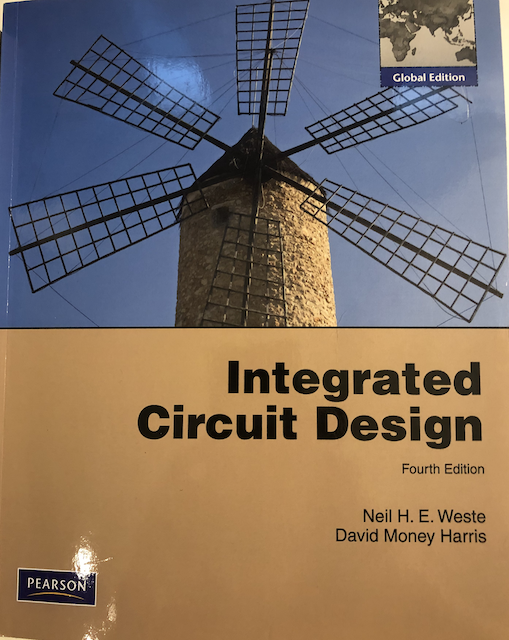 Global Edition
Integrated
Circuit Design
Fourth Edition
Neil H. E. Weste
David Money Harris
PEARSON